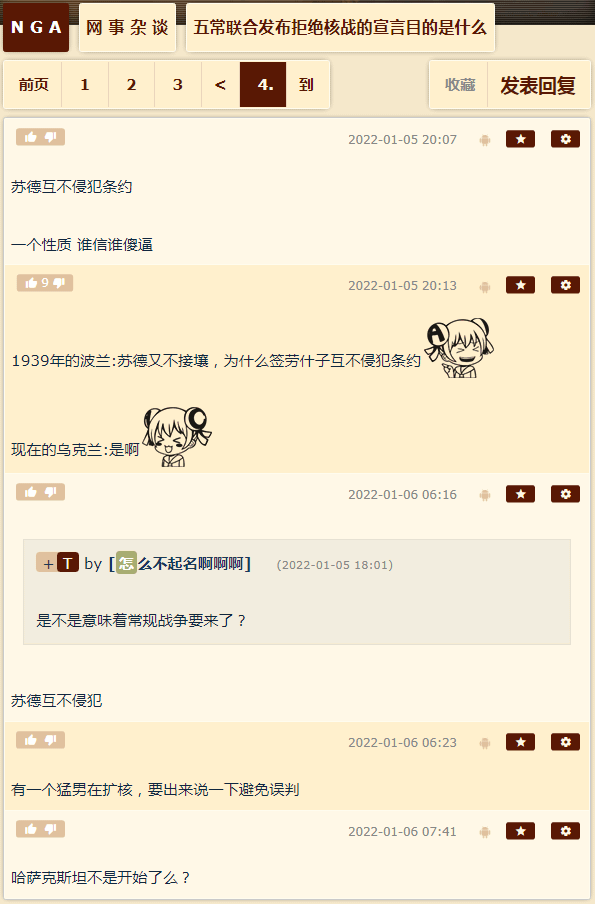 NGA 网事杂谈 五常联合发布拒绝核战的宣言目的是什么
前页 1 2 3 < 4. 到 收藏 发表回复
2022-01-05 20:07
苏德互不侵犯条约
一个性质 谁信谁傻逼
9 2022-01-05 20:13
1939年的波兰:苏德又不接壤，为什么签劳什子互不侵犯条约
现在的乌克兰:是啊
2022-01-06 06:16
+ T by [怎么不起名啊啊啊] (2022-01-05 18:01)
是不是意味着常规战争要来了？
苏德互不侵犯
2022-01-06 06:23
有一个猛男在扩核，要出来说一下避免误判
2022-01-06 07:41
哈萨克斯坦不是开始了么？